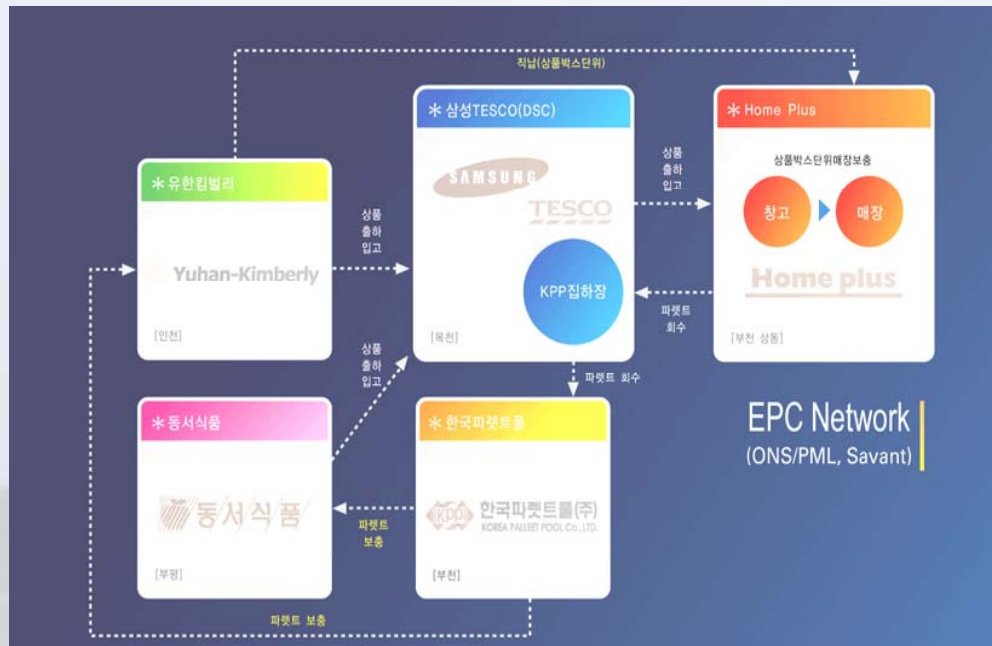 직납(상품박스단위)
* 삼성TESCO(DSC)
SAMSUNG
TESCO
KPP집하장
[목천]
* Home Plus
상품박스단위매장보충
창고
매장
Home plus
[부천 상동]
* 유한킴벌리
Yuhan-Kimberly
[인천]
상품
출하
입고
상품
출하
입고
파렛트
회수
상품
출하
입고
파렛트 회수
* 동서식품
동서식품
[부평]
* 한국파렛트풀
KPP
한국파렛트풀(주)
KOREA PALLEET POOL Co.,LTD.
[부천]
파렛트
보충
파렛트 보충
EPC Network
(ONS/PML, Savant)